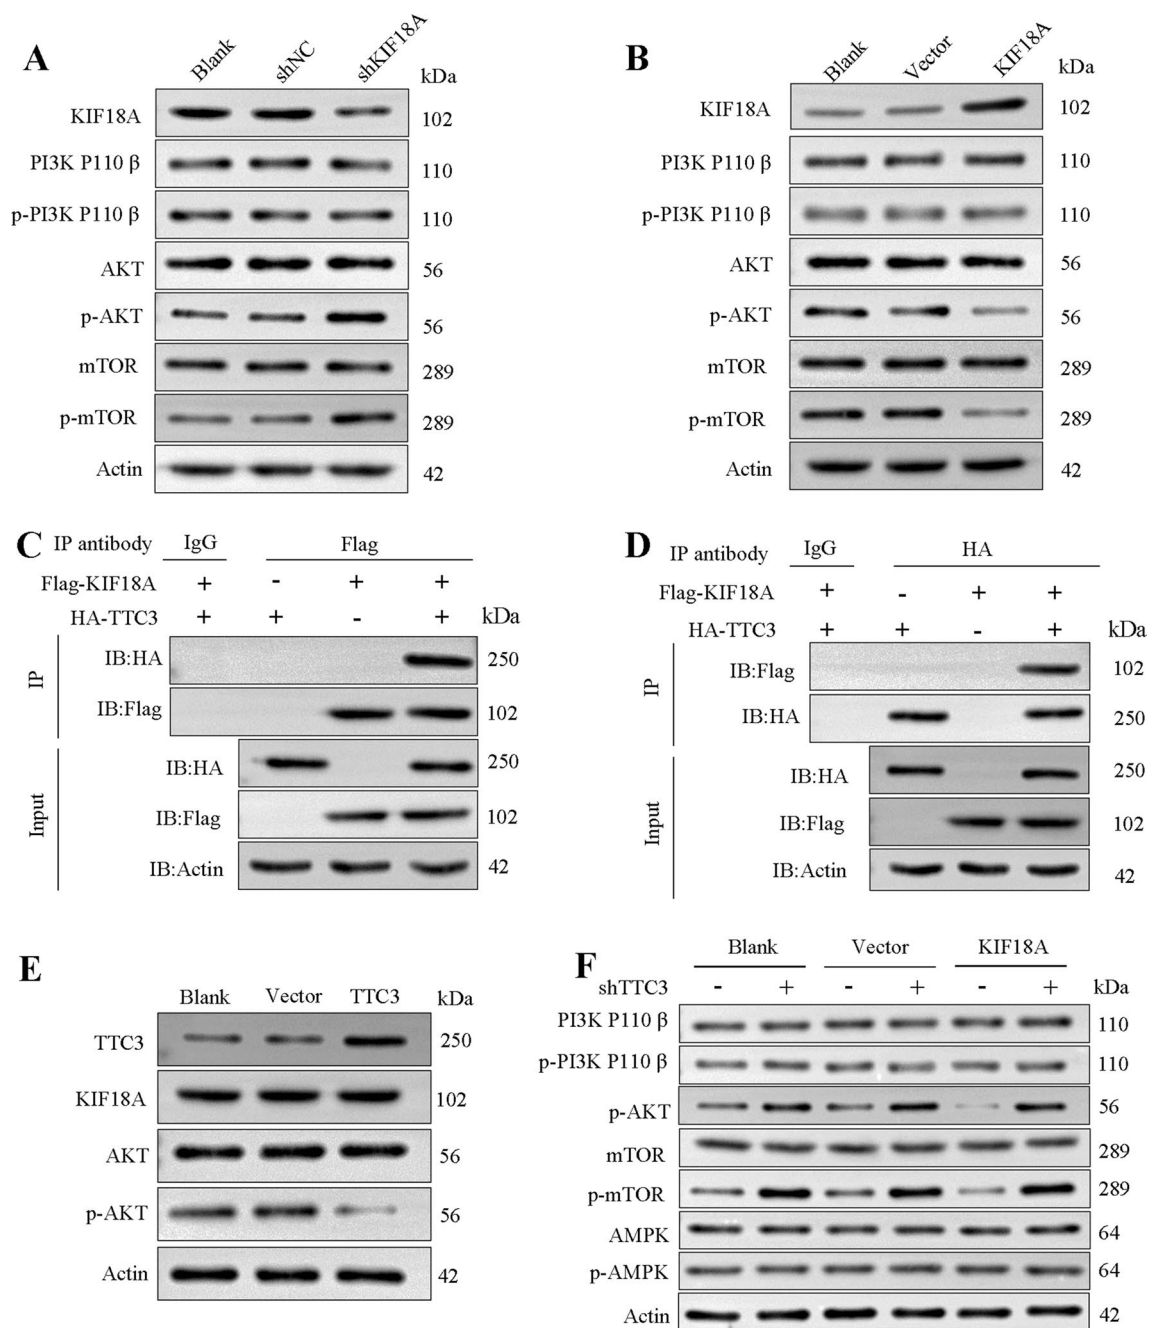 A
Blank shNC shKIF18A kDa
KIF18A 102
PI3K P110 β 110
p-PI3K P110 β 110
AKT 56
p-AKT 56
mTOR 289
p-mTOR 289
Actin 42
B
Blank Vector KIF18A kDa
KIF18A 102
PI3K P110 β 110
p-PI3K P110 β 110
AKT 56
p-AKT 56
mTOR 289
p-mTOR 289
Actin 42
C
IP antibody IgG Flag
Flag-KIF18A + - + +
HA-TTC3 + + - + kDa
IP
IB:HA 250
IB:Flag 102
Input
IB:HA 250
IB:Flag 102
IB:Actin 42
D
IP antibody IgG HA
Flag-KIF18A + - + +
HA-TTC3 + + - + kDa
IP
IB:Flag 102
IB:HA 250
Input
IB:HA 250
IB:Flag 102
IB:Actin 42
E
Blank Vector TTC3 kDa
TTC3 250
KIF18A 102
AKT 56
p-AKT 56
Actin 42
F
Blank Vector KIF18A
shTTC3 - + - + - + kDa
PI3K P110 β 110
p-PI3K P110 β 110
p-AKT 56
mTOR 289
p-mTOR 289
AMPK 64
p-AMPK 64
Actin 42